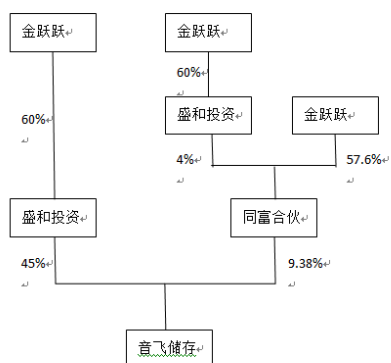 金跃跃
金跃跃
60%
60%
盛和投资
金跃跃
4%
57.6%
盛和投资
同富合伙
45%
9.38%
音飞储存